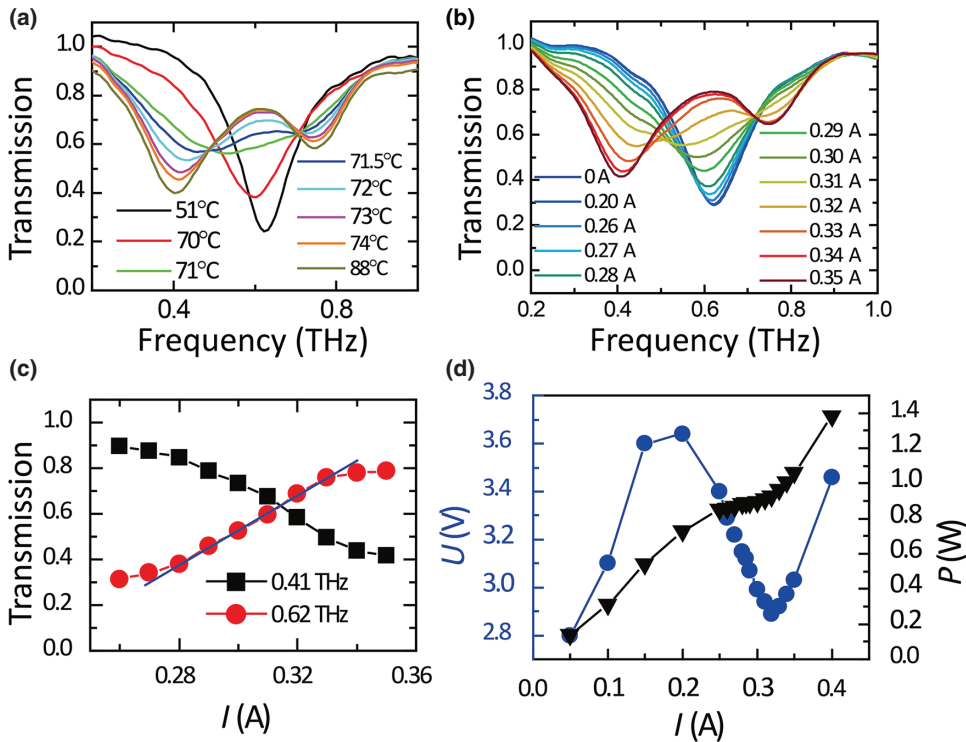 (a)
Transmission
1.0
0.8
0.6
0.4
0.2
0.0
51°C
70°C
71°C
71.5°C
72°C
73°C
74°C
88°C
0.4
0.8
Frequency (THz)
(b)
Transmission
1.0
0.8
0.6
0.4
0.2
0.0
0 A
0.20 A
0.26 A
0.27 A
0.28 A
0.29 A
0.30 A
0.31 A
0.32 A
0.33 A
0.34 A
0.35 A
0.2
0.4
0.6
0.8
1.0
Frequency (THz)
(c)
Transmission
1.0
0.8
0.6
0.4
0.2
0.0
0.41 THz
0.62 THz
0.28
0.32
0.36
I (A)
(d)
U (V)
3.8
3.6
3.4
3.2
3.0
2.8
P (W)
1.4
1.2
1.0
0.8
0.6
0.4
0.2
0.0
0.0
0.1
0.2
0.3
0.4
I (A)